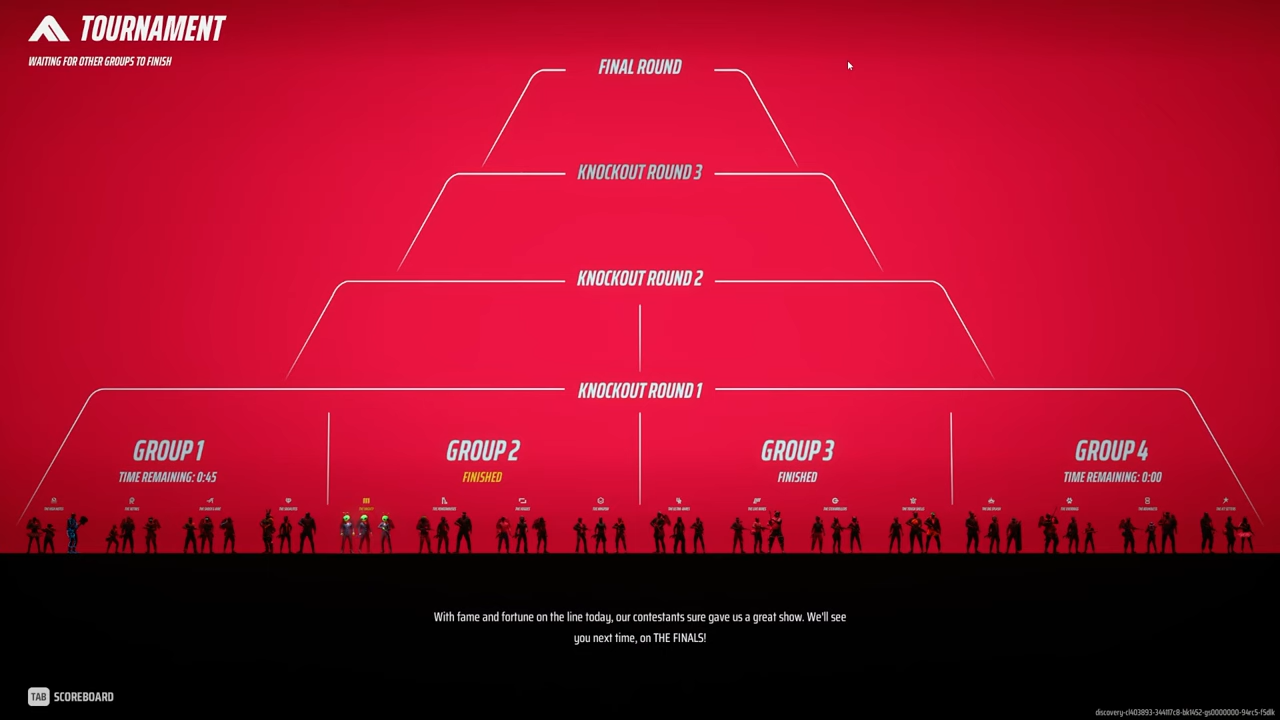 TOURNAMENT
WAITING FOR OTHER GROUPS TO FINISH
FINAL ROUND
KNOCKOUT ROUND 3
KNOCKOUT ROUND 2
KNOCKOUT ROUND 1
GROUP 1
TIME REMAINING: 0:45
GROUP 2
FINISHED
GROUP 3
FINISHED
GROUP 4
TIME REMAINING: 0:00
With fame and fortune on the line today, our contestants sure gave us a great show. We'll see
you next time, on THE FINALS!
TAB SCOREBOARD